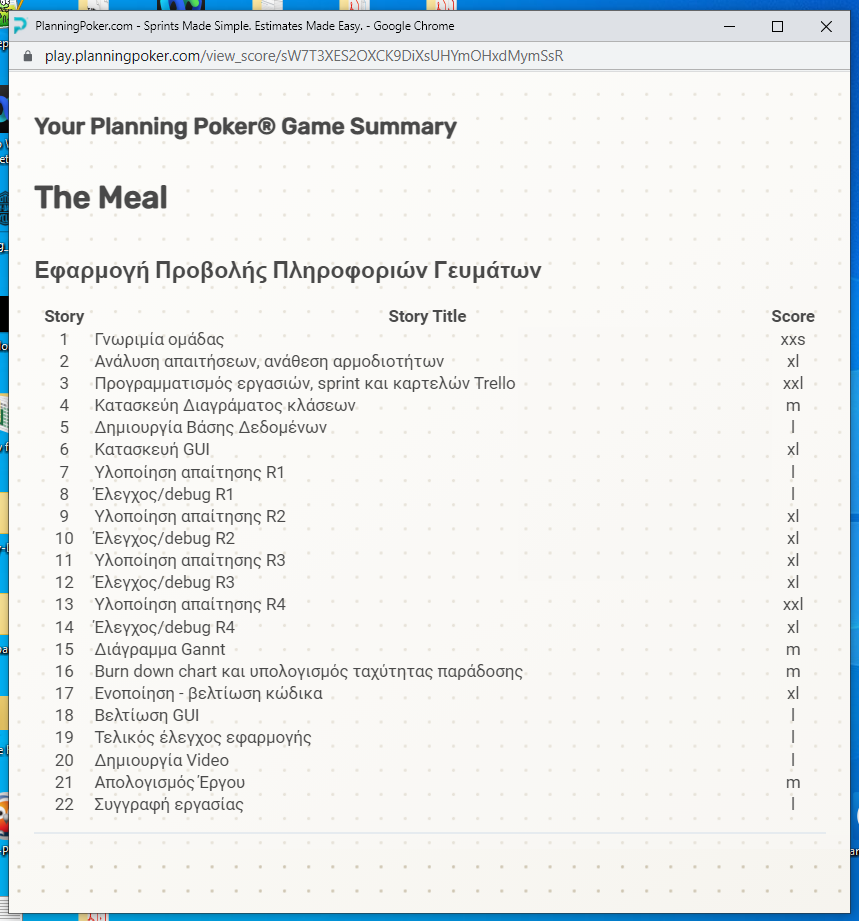 PlanningPoker.com - Sprints Made Simple. Estimates Made Easy. - Google Chrome
play.planningpoker.com/view_score/sW7T3XES2OXCK9DiXsUHYmOHxdMymSsR
Your Planning Poker® Game Summary
The Meal
Εφαρμογή Προβολής Πληροφοριών Γευμάτων
Story Story Title Score
1 Γνωριμία ομάδας xxs
2 Ανάλυση απαιτήσεων, ανάθεση αρμοδιοτήτων xl
3 Προγραμματισμός εργασιών, sprint και καρτελών Trello xxl
4 Κατασκεύη Διαγράματος κλάσεων m
5 Δημιουργία Βάσης Δεδομένων l
6 Κατασκευή GUI xl
7 Υλοποίηση απαίτησης R1 l
8 Έλεγχος/debug R1 l
9 Υλοποίηση απαίτησης R2 xl
10 Έλεγχος/debug R2 xl
11 Υλοποίηση απαίτησης R3 xl
12 Έλεγχος/debug R3 xl
13 Υλοποίηση απαίτησης R4 xxl
14 Έλεγχος/debug R4 xl
15 Διάγραμμα Gannt m
16 Burn down chart και υπολογισμός ταχύτητας παράδοσης m
17 Ενοποίηση - βελτίωση κώδικα xl
18 Βελτίωση GUI l
19 Τελικός έλεγχος εφαρμογής l
20 Δημιουργία Video l
21 Απολογισμός Έργου m
22 Συγγραφή εργασίας l